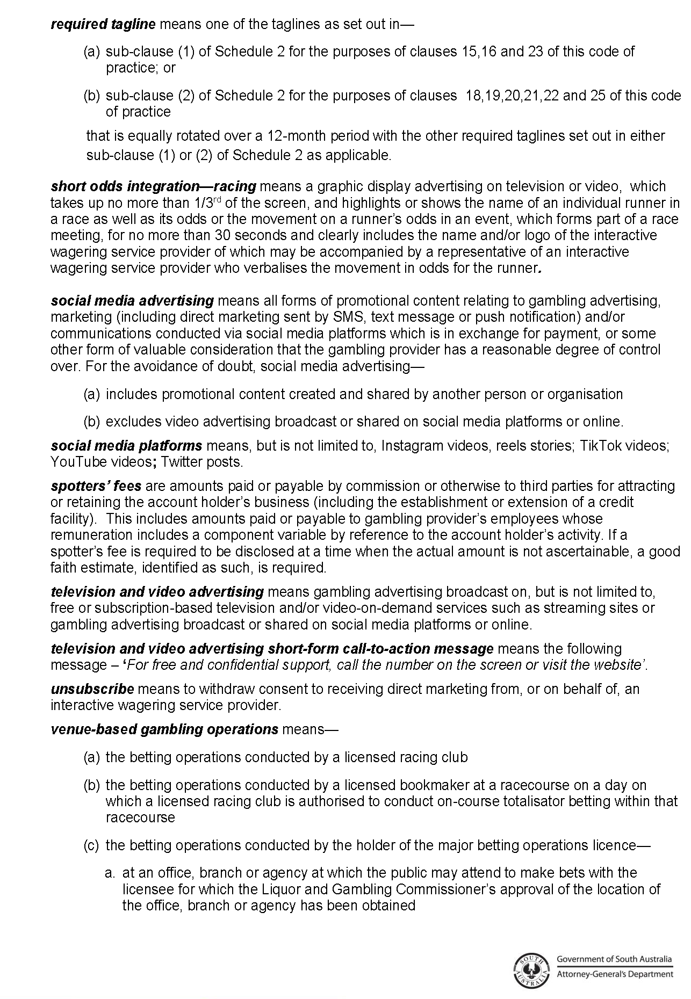 required tagline means one of the taglines as set out in—
(a) sub-clause (1) of Schedule 2 for the purposes of clauses 15,16 and 23 of this code of
practice; or
(b) sub-clause (2) of Schedule 2 for the purposes of clauses  18,19,20,21,22 and 25 of this code
of practice
that is equally rotated over a 12-month period with the other required taglines set out in either
sub-clause (1) or (2) of Schedule 2 as applicable.
short odds integration—racing means a graphic display advertising on television or video,  which
takes up no more than 1/3rd of the screen, and highlights or shows the name of an individual runner in
a race as well as its odds or the movement on a runner’s odds in an event, which forms part of a race
meeting, for no more than 30 seconds and clearly includes the name and/or logo of the interactive
wagering service provider of which may be accompanied by a representative of an interactive
wagering service provider who verbalises the movement in odds for the runner.
social media advertising means all forms of promotional content relating to gambling advertising,
marketing (including direct marketing sent by SMS, text message or push notification) and/or
communications conducted via social media platforms which is in exchange for payment, or some
other form of valuable consideration that the gambling provider has a reasonable degree of control
over. For the avoidance of doubt, social media advertising—
(a) includes promotional content created and shared by another person or organisation
(b) excludes video advertising broadcast or shared on social media platforms or online.
social media platforms means, but is not limited to, Instagram videos, reels stories; TikTok videos;
YouTube videos; Twitter posts.
spotters’ fees are amounts paid or payable by commission or otherwise to third parties for attracting
or retaining the account holder’s business (including the establishment or extension of a credit
facility).  This includes amounts paid or payable to gambling provider’s employees whose
remuneration includes a component variable by reference to the account holder’s activity. If a
spotter’s fee is required to be disclosed at a time when the actual amount is not ascertainable, a good
faith estimate, identified as such, is required.
television and video advertising means gambling advertising broadcast on, but is not limited to,
free or subscription-based television and/or video-on-demand services such as streaming sites or
gambling advertising broadcast or shared on social media platforms or online.
television and video advertising short-form call-to-action message means the following
message – ‘For free and confidential support, call the number on the screen or visit the website’.
unsubscribe means to withdraw consent to receiving direct marketing from, or on behalf of, an
interactive wagering service provider.
venue-based gambling operations means—
(a) the betting operations conducted by a licensed racing club
(b) the betting operations conducted by a licensed bookmaker at a racecourse on a day on
which a licensed racing club is authorised to conduct on-course totalisator betting within that
racecourse
(c) the betting operations conducted by the holder of the major betting operations licence—
a. at an office, branch or agency at which the public may attend to make bets with the
licensee for which the Liquor and Gambling Commissioner’s approval of the location of
the office, branch or agency has been obtained
SOUTH AUSTRALIA
Government of South Australia
Attorney-General’s Department